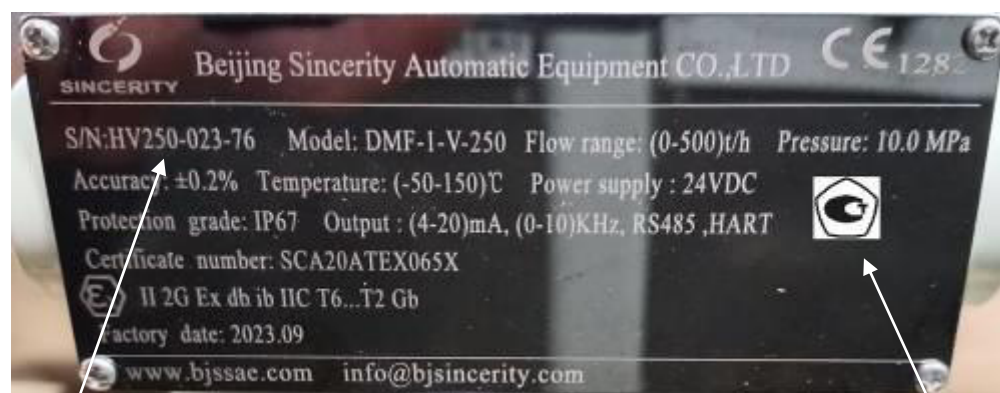 SINCERITY
Beijing Sincerity Automatic Equipment CO.,LTD CE 1282
S/N:HV250-023-76 Model: DMF-1-V-250 Flow range: (0-500)t/h Pressure: 10.0 MPa
Accuracy: ±0.2% Temperature: (-50-150)℃ Power supply : 24VDC
Protection grade: IP67 Output : (4-20)mA, (0-10)KHz, RS485 ,HART
Certificate number: SCA20ATEX065X
Ex II 2G Ex db ib IIC T6...T2 Gb
Factory date: 2023.09
www.bjssae.com info@bjsincerity.com